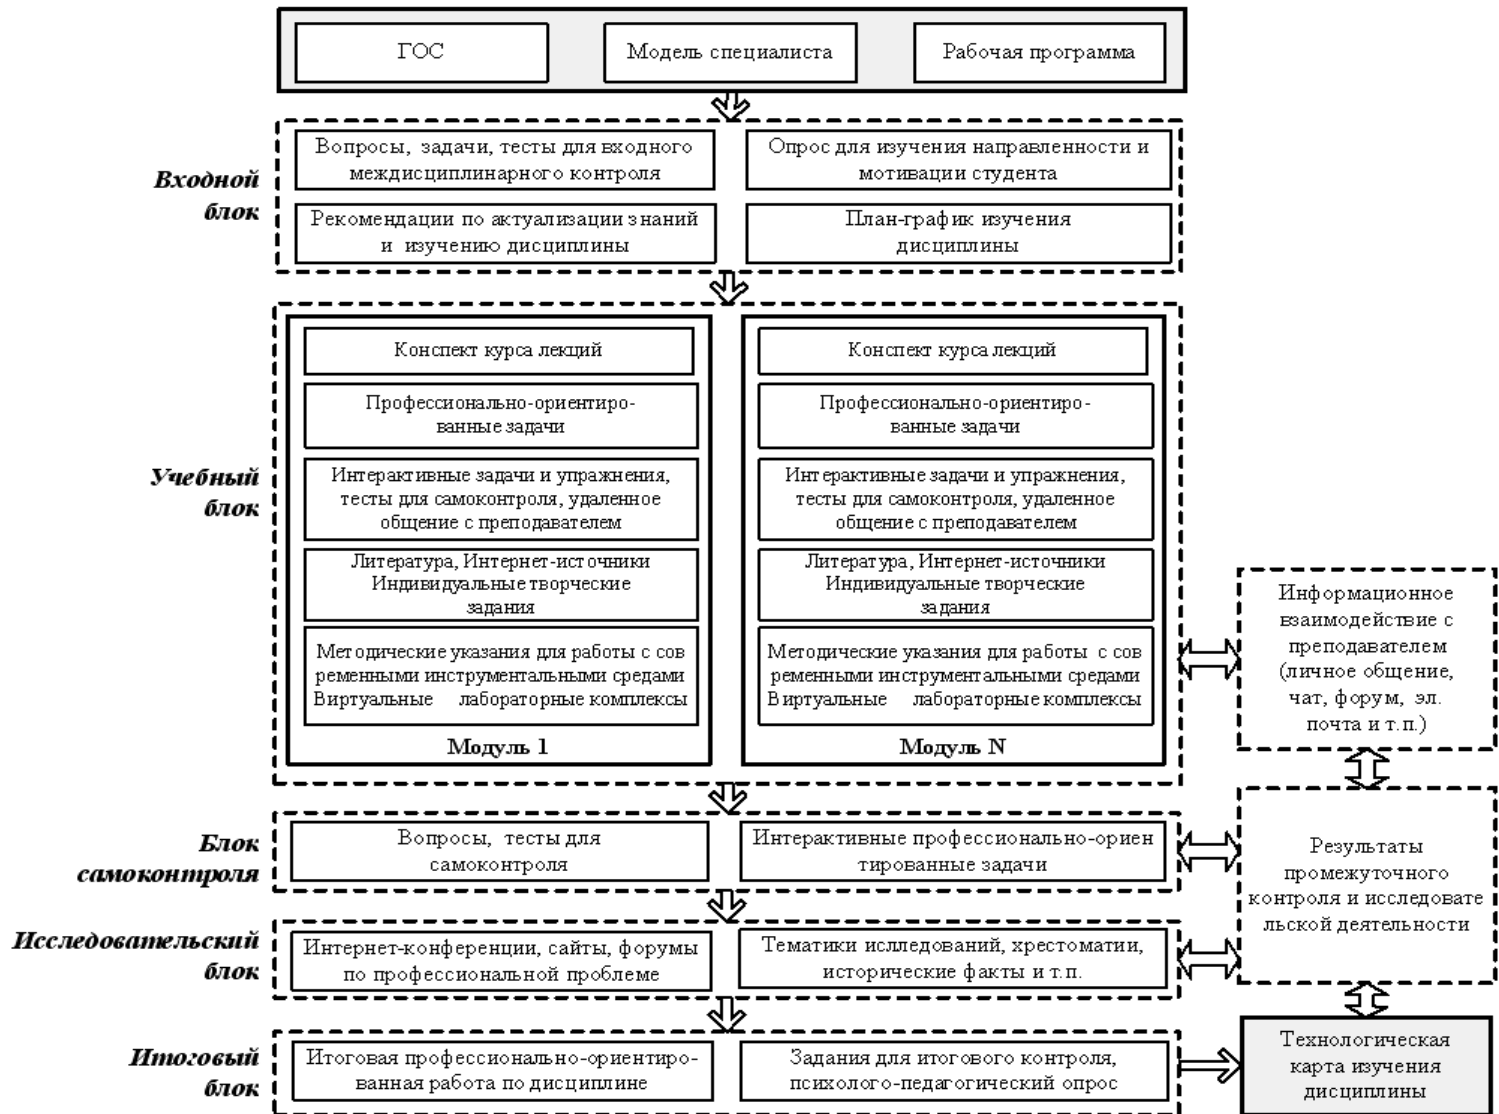 ГОС
Модель специалиста
Рабочая программа
Входной
блок
Вопросы, задачи, тесты для входного
междисциплинарного контроля
Опрос для изучения направленности и
мотивации студента
Рекомендации по актуализации знаний
и изучению дисциплины
План-график изучения
дисциплины
Учебный
блок
Конспект курса лекций
Профессионально-ориентиро-
ванные задачи
Интерактивные задачи и упражнения,
тесты для самоконтроля, удаленное
общение с преподавателем
Литература, Интернет-источники
Индивидуальные творческие
задания
Методические указания для работы с сов
ременными инструментальными средами
Виртуальные лабораторные комплексы
Модуль 1
Конспект курса лекций
Профессионально-ориентиро-
ванные задачи
Интерактивные задачи и упражнения,
тесты для самоконтроля, удаленное
общение с преподавателем
Литература, Интернет-источники
Индивидуальные творческие
задания
Методические указания для работы с сов
ременными инструментальными средами
Виртуальные лабораторные комплексы
Модуль N
Информационное
взаимодействие с
преподавателем
(личное общение,
чат, форум, эл.
почта и т.п.)
Блок
самоконтроля
Вопросы, тесты для
самоконтроля
Интерактивные профессионально-ориен
тированные задачи
Результаты
промежуточного
контроля и исследовате
льской деятельности
Исследовательский
блок
Интернет-конференции, сайты, форумы
по профессиональной проблеме
Тематики ислледований, хрестоматии,
исторические факты и т.п.
Итоговый
блок
Итоговая профессионально-ориентиро-
ванная работа по дисциплине
Задания для итогового контроля,
психолого-педагогический опрос
Технологическая
карта изучения
дисциплины